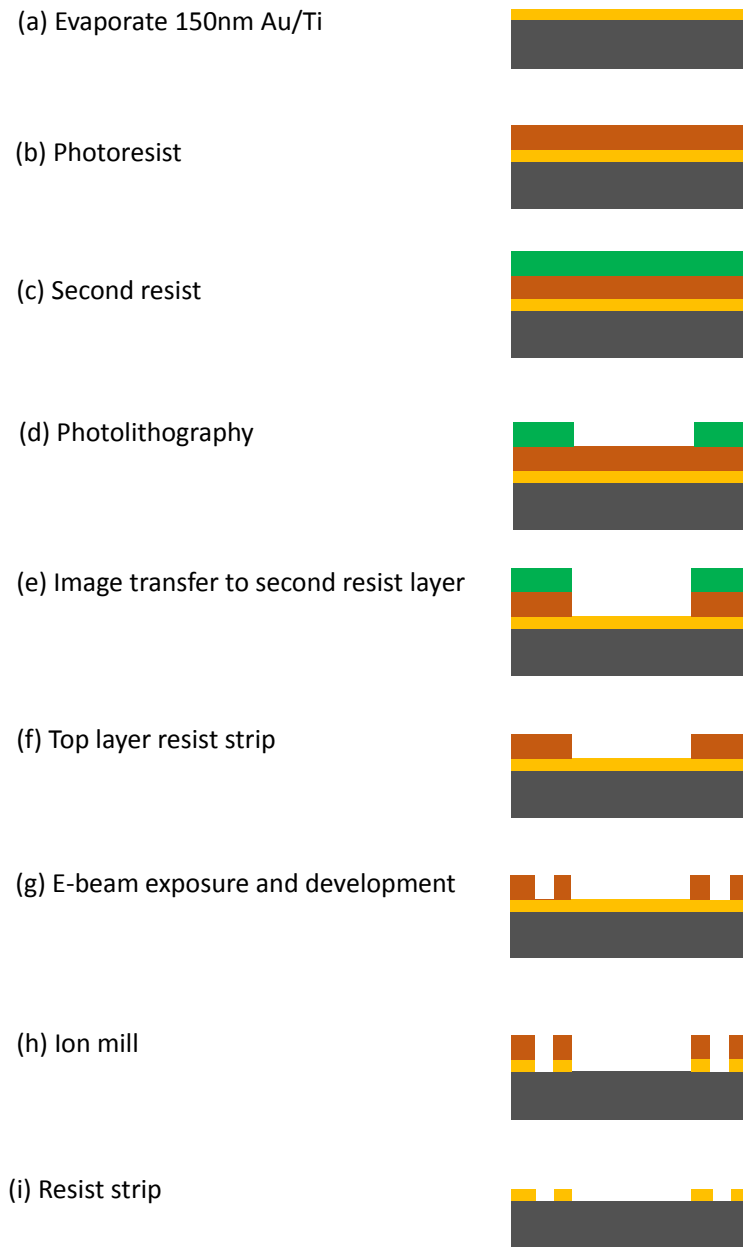 (a) Evaporate 150nm Au/Ti
(b) Photoresist
(c) Second resist
(d) Photolithography
(e) Image transfer to second resist layer
(f) Top layer resist strip
(g) E-beam exposure and development
(h) Ion mill
(i) Resist strip